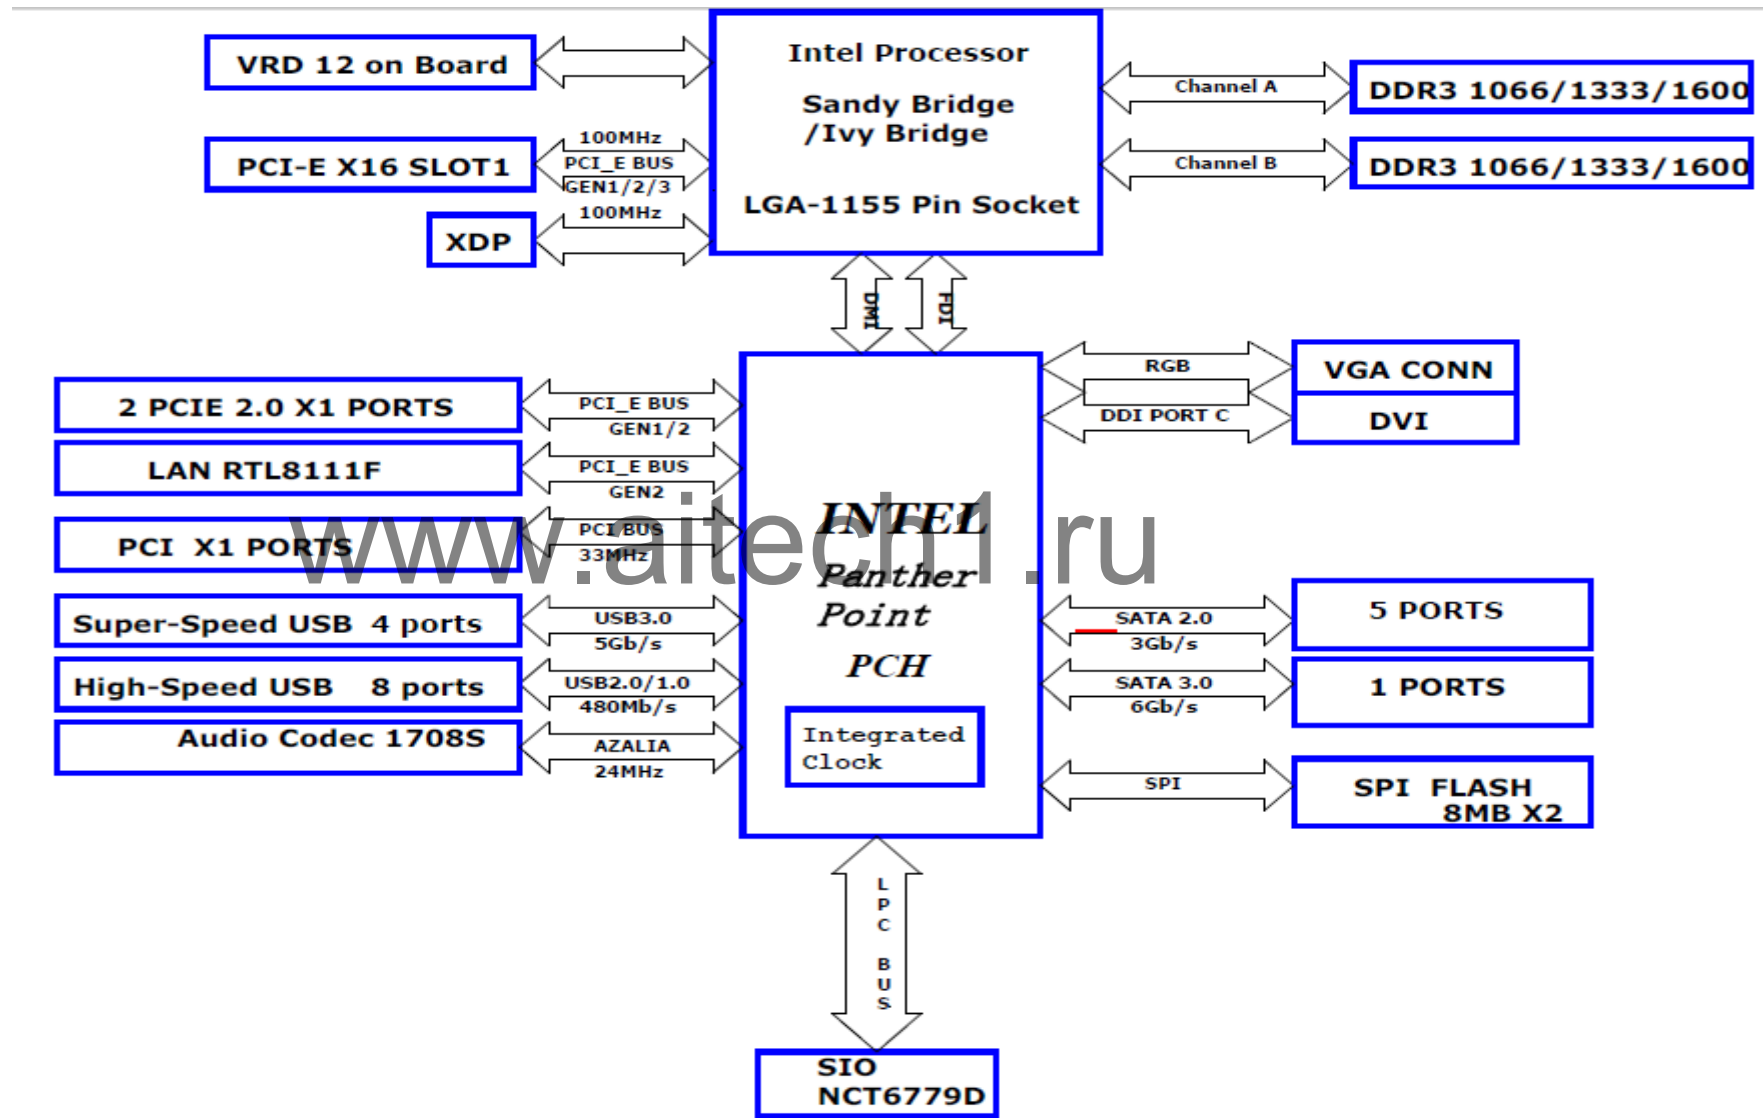 VRD 12 on Board
Intel Processor
Sandy Bridge
/Ivy Bridge
LGA-1155 Pin Socket
Channel A
DDR3 1066/1333/1600
100MHz
PCI-E X16 SLOT1
PCI_E BUS
GEN1/2/3
Channel B
DDR3 1066/1333/1600
100MHz
XDP
DMI
FDI
RGB
VGA CONN
2 PCIE 2.0 X1 PORTS
PCI_E BUS
GEN1/2
DDI PORT C
DVI
LAN RTL8111F
PCI_E BUS
GEN2
PCI X1 PORTS
PCI BUS
33MHz
www.aitech1.ru
INTEL
Panther
Point
PCH
Integrated
Clock
Super-Speed USB 4 ports
USB3.0
5Gb/s
SATA 2.0
3Gb/s
5 PORTS
High-Speed USB 8 ports
USB2.0/1.0
480Mb/s
SATA 3.0
6Gb/s
1 PORTS
Audio Codec 1708S
AZALIA
24MHz
SPI
SPI FLASH
8MB X2
LPC BUS
SIO
NCT6779D